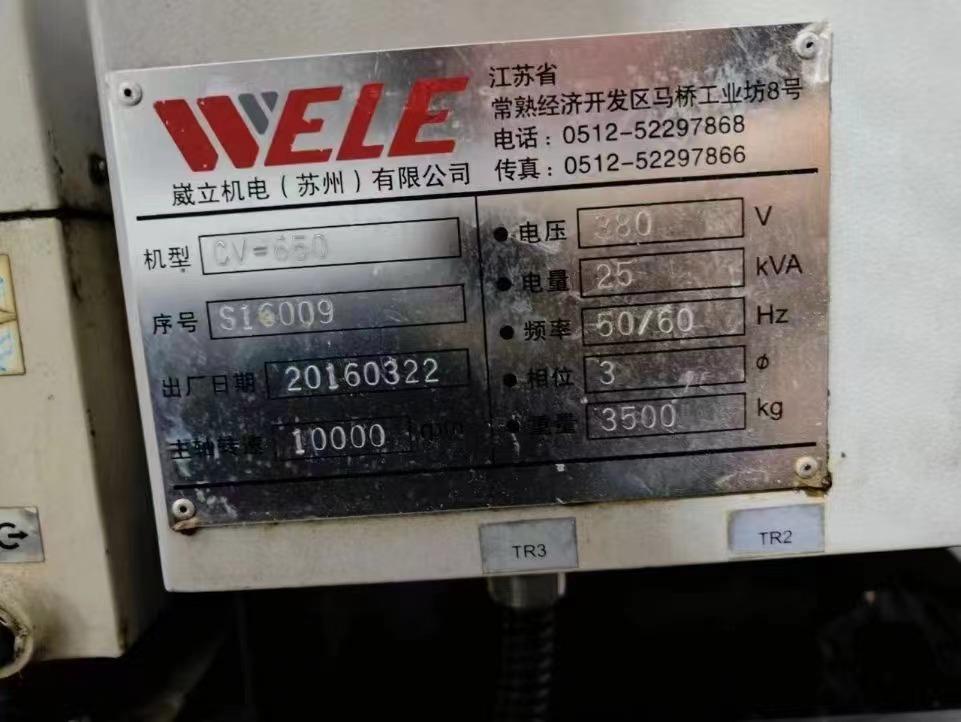 WELE
崴立机电（苏州）有限公司
江苏省
常熟经济开发区马桥工业坊8号
电话：0512-52297868
传真：0512-52297866
机型 CV=650
序号 S16009
出厂日期 20160322
主轴转速 10000 rpm
电压 380 V
电量 25 kVA
频率 50/60 Hz
相位 3 ø
重量 3500 kg
TR3
TR2